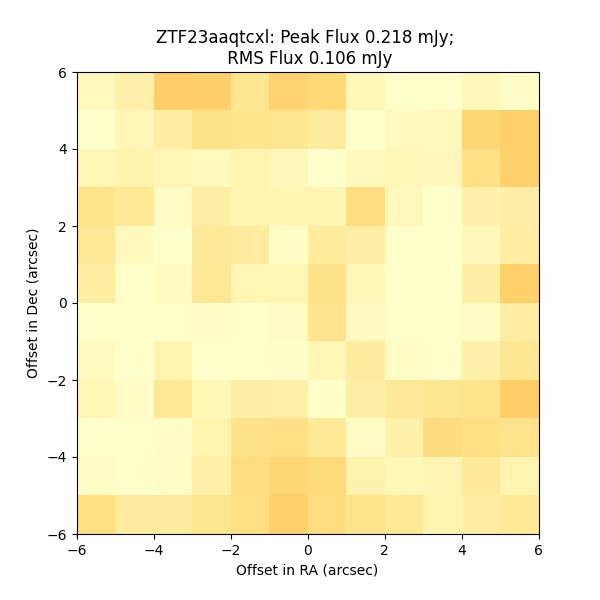 ZTF23aaqtcxl: Peak Flux 0.218 mJy;
RMS Flux 0.106 mJy
6
4
2
0
−2
−4
−6
Offset in Dec (arcsec)
−6 −4 −2 0 2 4 6
Offset in RA (arcsec)